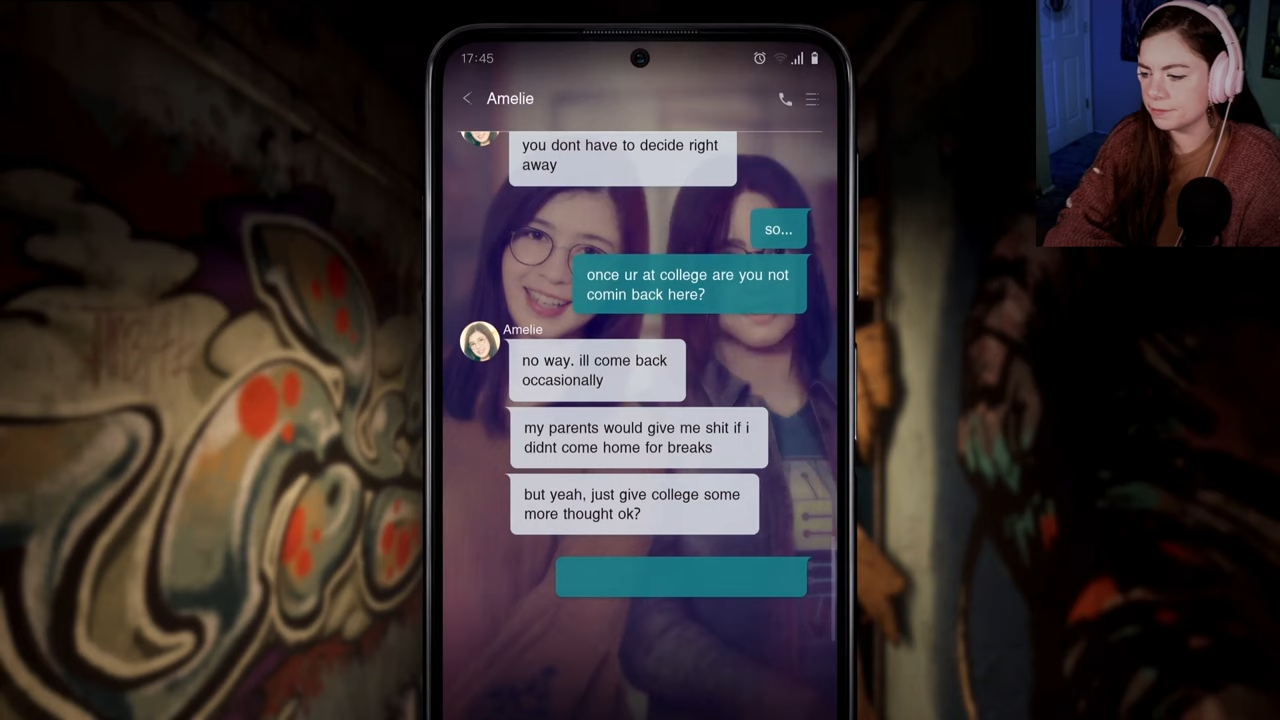 17:45
Amelie
you dont have to decide right
away
so...
once ur at college are you not
comin back here?
Amelie
no way. ill come back
occasionally
my parents would give me shit if i
didnt come home for breaks
but yeah, just give college some
more thought ok?